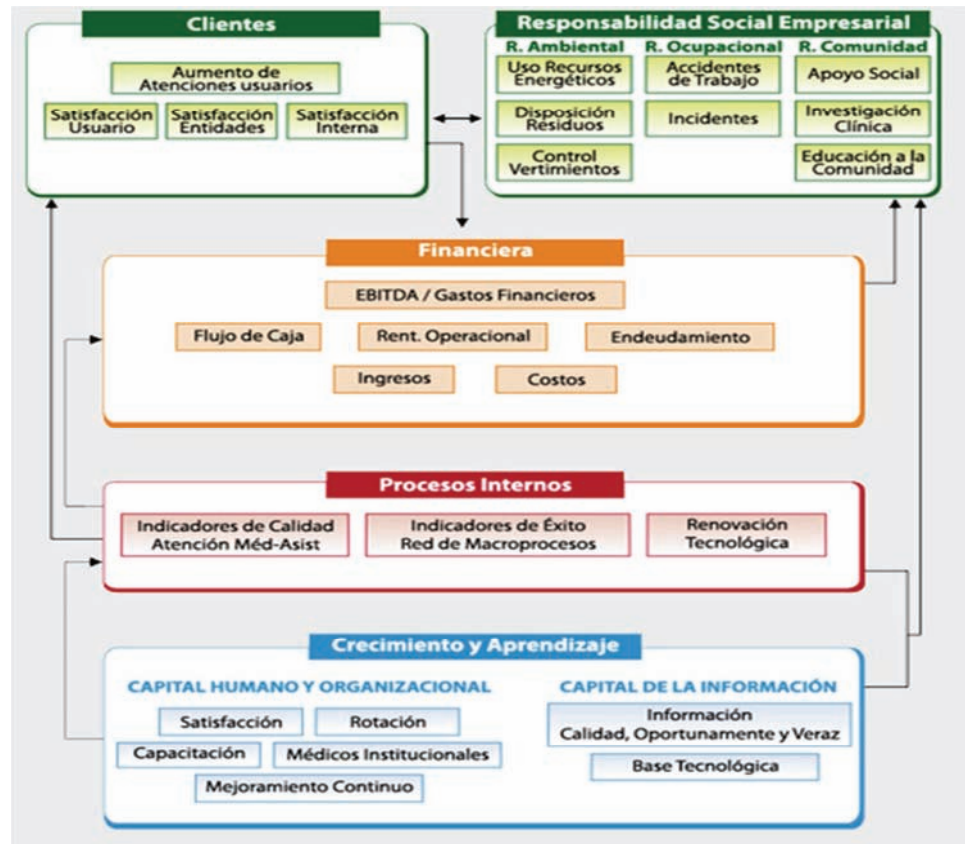 Clientes
Aumento de
Atenciones usuarios
Satisfacción
Usuario
Satisfacción
Entidades
Satisfacción
Interna
Responsabilidad Social Empresarial
R. Ambiental
R. Ocupacional
R. Comunidad
Uso Recursos
Energéticos
Accidentes
de Trabajo
Apoyo Social
Disposición
Residuos
Incidentes
Investigación
Clínica
Control
Vertimientos
Educación a la
Comunidad
Financiera
EBITDA / Gastos Financieros
Flujo de Caja
Rent. Operacional
Endeudamiento
Ingresos
Costos
Procesos Internos
Indicadores de Calidad
Atención Méd-Asist
Indicadores de Éxito
Red de Macroprocesos
Renovación
Tecnológica
Crecimiento y Aprendizaje
CAPITAL HUMANO Y ORGANIZACIONAL
Satisfacción
Rotación
Capacitación
Médicos Institucionales
Mejoramiento Continuo
CAPITAL DE LA INFORMACIÓN
Información
Calidad, Oportunamente y Veraz
Base Tecnológica